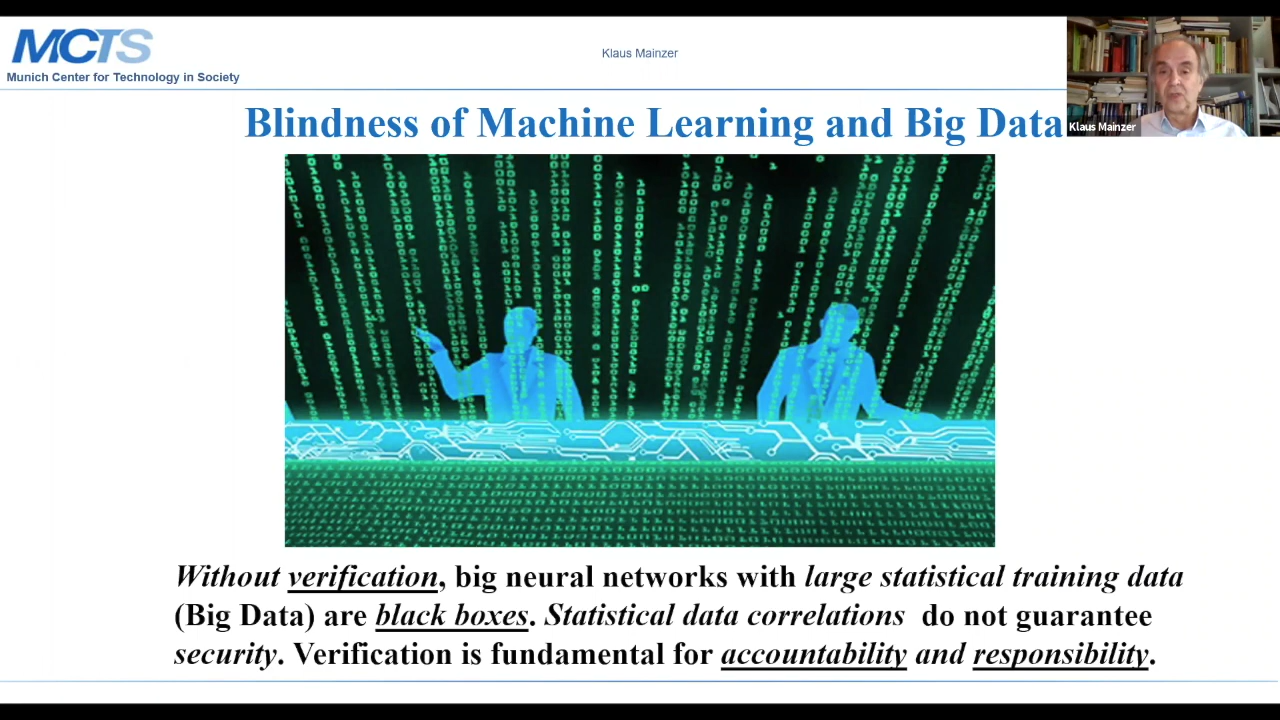 MCTS
Munich Center for Technology in Society
Klaus Mainzer
Blindness of Machine Learning and Big Data
Klaus Mainzer
Without verification, big neural networks with large statistical training data
(Big Data) are black boxes. Statistical data correlations do not guarantee
security. Verification is fundamental for accountability and responsibility.